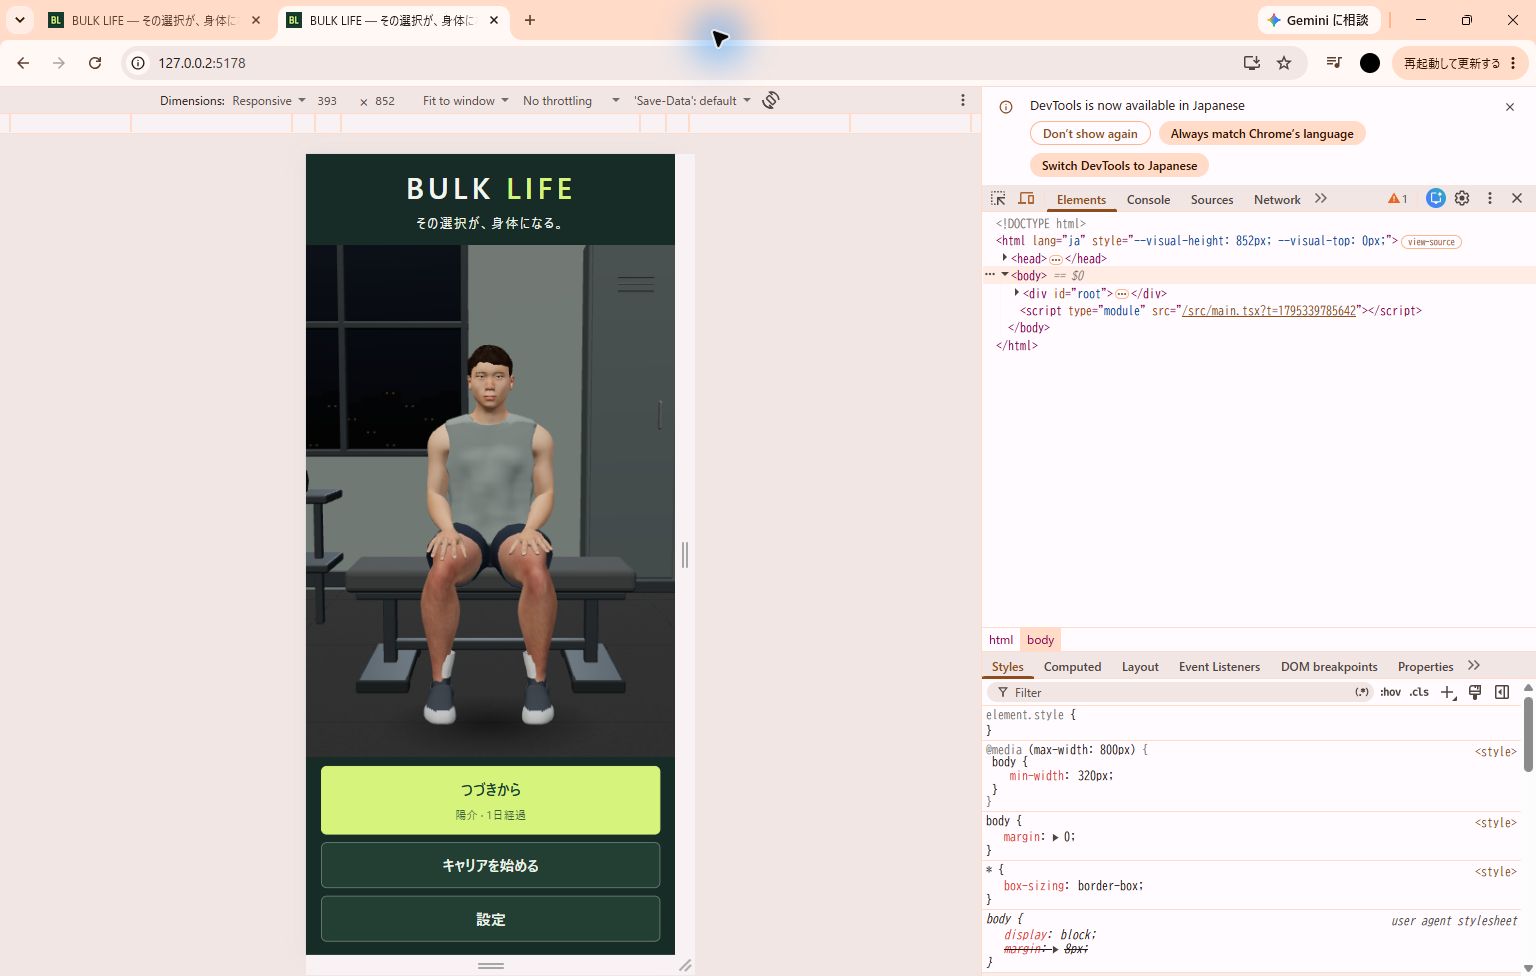 BULK LIFE — その選択が、身体に
BULK LIFE — その選択が、身体に
Gemini に相談
127.0.0.2:5178
再起動して更新する
Dimensions: Responsive 393 × 852 Fit to window No throttling 'Save-Data': default
DevTools is now available in Japanese
Don't show again
Always match Chrome's language
Switch DevTools to Japanese
Elements Console Sources Network 1
<!DOCTYPE html>
<html lang="ja" style="--visual-height: 852px; --visual-top: 0px;"> view-source
<head> … </head>
… <body> == $0
<div id="root"> … </div>
<script type="module" src="/src/main.tsx?t=1795339785642"></script>
</body>
</html>
BULK LIFE
その選択が、身体になる。
つづきから
陽介・1日経過
キャリアを始める
設定
html body
Styles Computed Layout Event Listeners DOM breakpoints Properties
Filter (.*) :hov .cls
element.style {
}
@media (max-width: 800px) { <style>
body {
min-width: 320px;
}
}
body { <style>
margin: 0;
}
* { <style>
box-sizing: border-box;
}
body { user agent stylesheet
display: block;
margin: 8px;
}
BL
BL